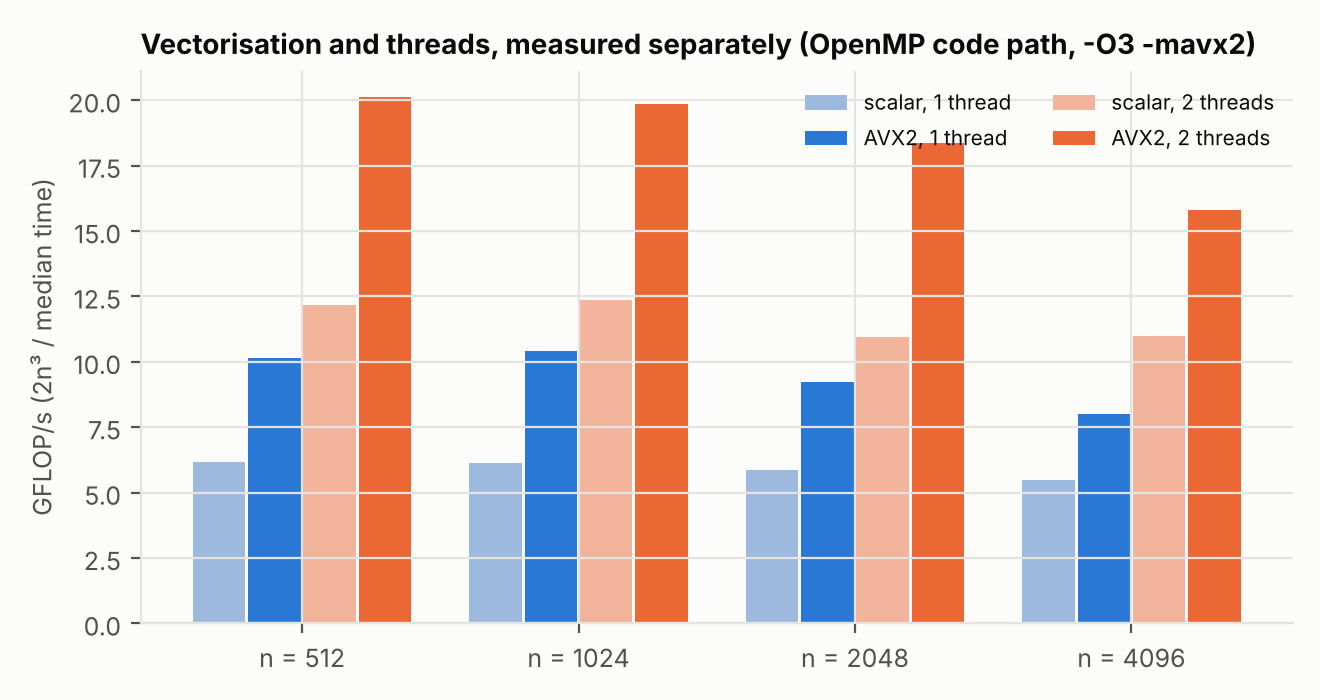 Vectorisation and threads, measured separately (OpenMP code path, -O3 -mavx2)
GFLOP/s (2n³ / median time)
20.0
17.5
15.0
12.5
10.0
7.5
5.0
2.5
0.0
scalar, 1 thread
AVX2, 1 thread
scalar, 2 threads
AVX2, 2 threads
n = 512
n = 1024
n = 2048
n = 4096